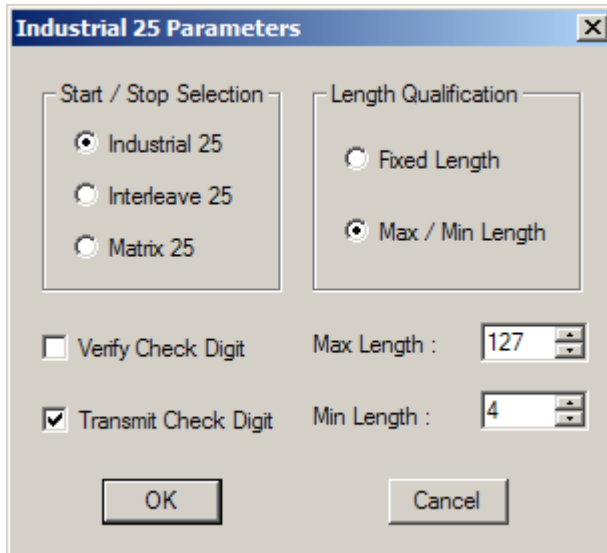 Industrial 25 Parameters
Start / Stop Selection
Industrial 25
Interleave 25
Matrix 25
Length Qualification
Fixed Length
Max / Min Length
Verify Check Digit
Max Length : 127
Transmit Check Digit
Min Length : 4
OK
Cancel